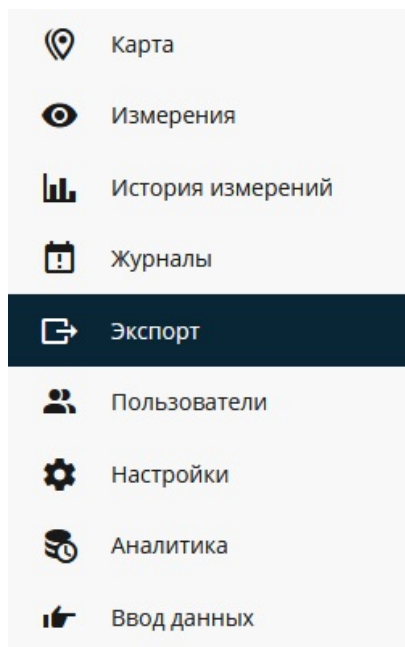 Карта
Измерения
История измерений
Журналы
Экспорт
Пользователи
Настройки
Аналитика
Ввод данных